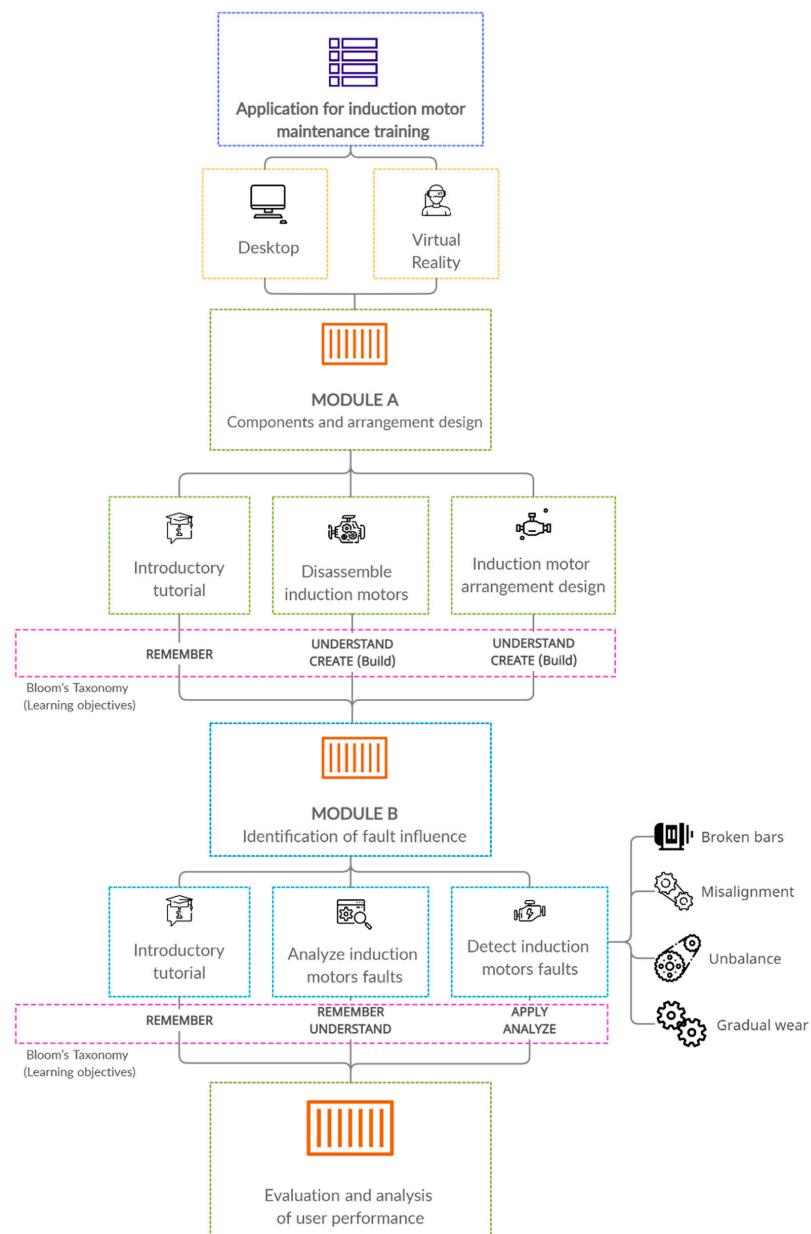 Application for induction motor
maintenance training
Desktop
Virtual
Reality
MODULE A
Components and arrangement design
Introductory
tutorial
Disassemble
induction motors
Induction motor
arrangement design
REMEMBER
UNDERSTAND
CREATE (Build)
UNDERSTAND
CREATE (Build)
Bloom's Taxonomy
(Learning objectives)
MODULE B
Identification of fault influence
Broken bars
Misalignment
Unbalance
Gradual wear
Introductory
tutorial
Analyze induction
motors faults
Detect induction
motors faults
REMEMBER
REMEMBER
UNDERSTAND
APPLY
ANALYZE
Bloom's Taxonomy
(Learning objectives)
Evaluation and analysis
of user performance